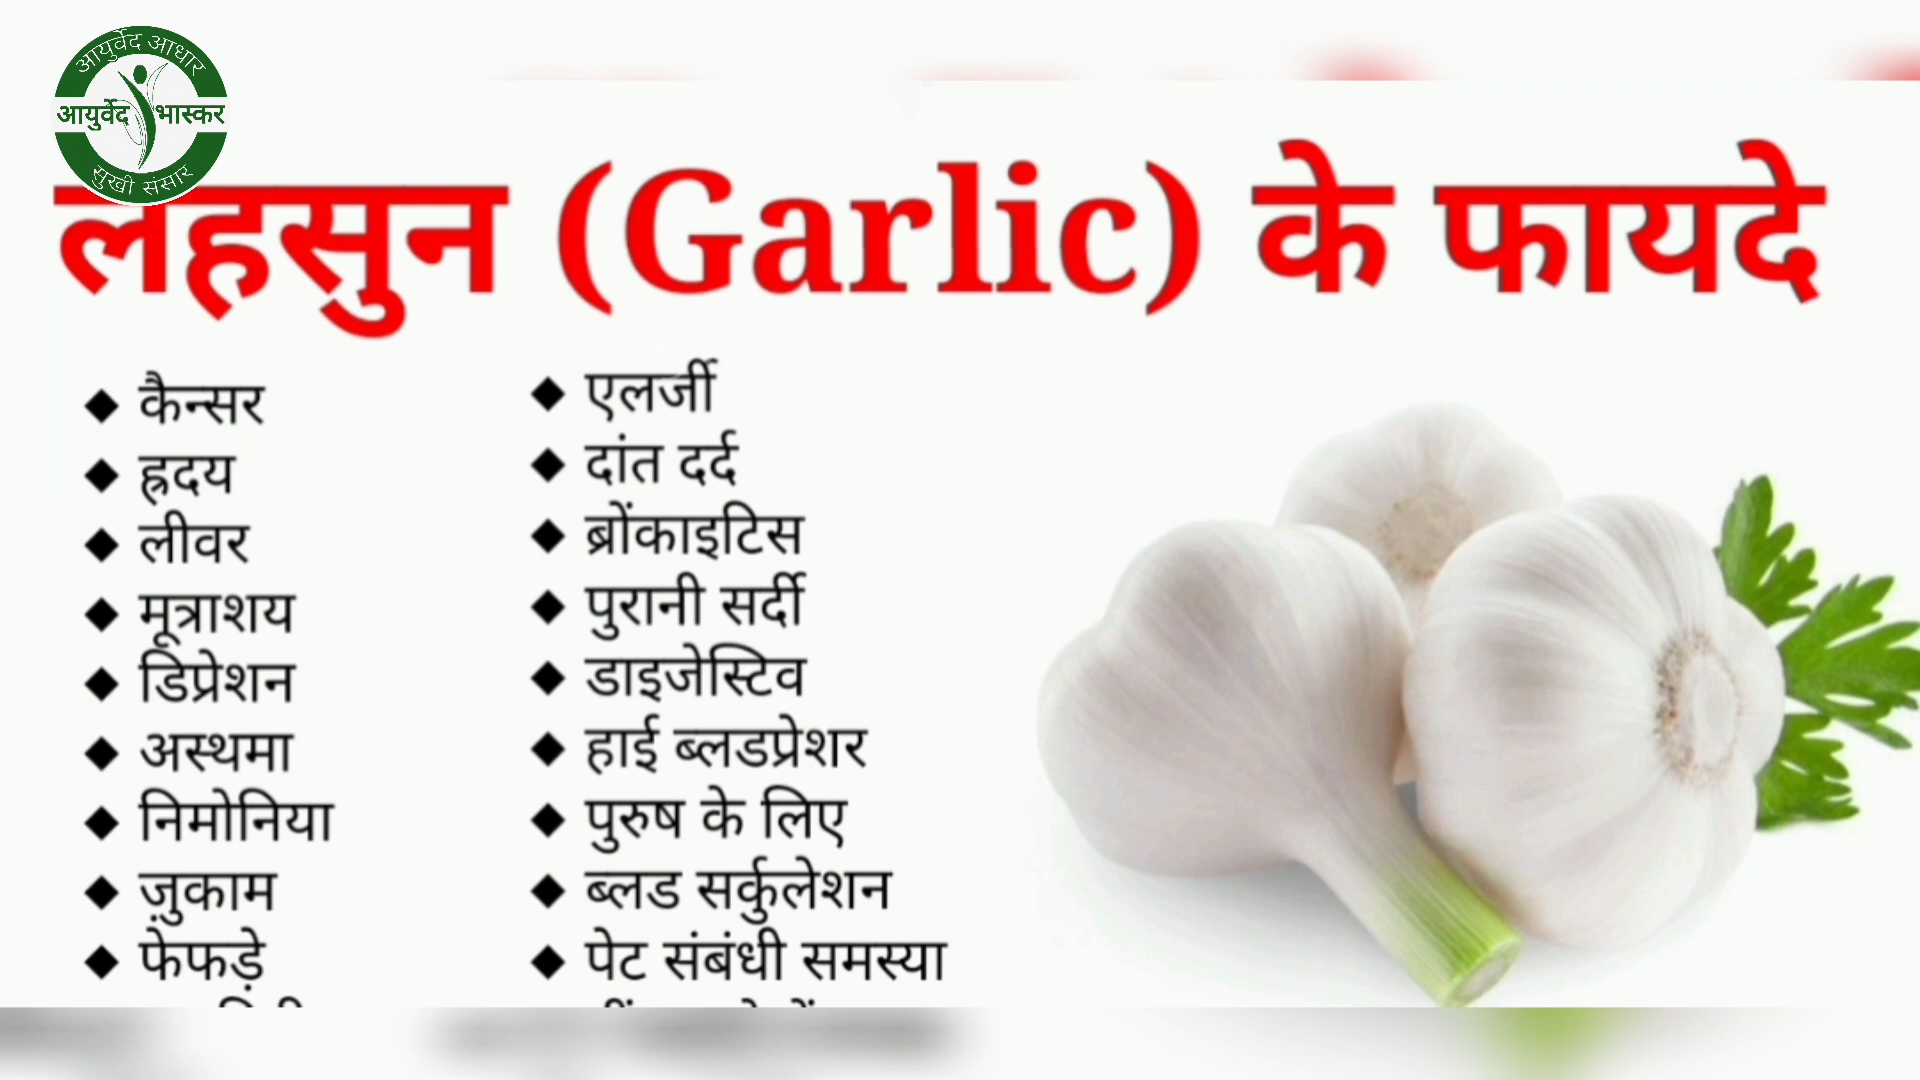 आयुर्वेद आधार
आयुर्वेद भास्कर
सुखी संसार
लहसुन (Garlic) के फायदे
◆ कैन्सर
◆ ह्रदय
◆ लीवर
◆ मूत्राशय
◆ डिप्रेशन
◆ अस्थमा
◆ निमोनिया
◆ जुकाम
◆ फेफड़े
◆ एलर्जी
◆ दांत दर्द
◆ ब्रोंकाइटिस
◆ पुरानी सर्दी
◆ डाइजेस्टिव
◆ हाई ब्लडप्रेशर
◆ पुरुष के लिए
◆ ब्लड सर्कुलेशन
◆ पेट संबंधी समस्या